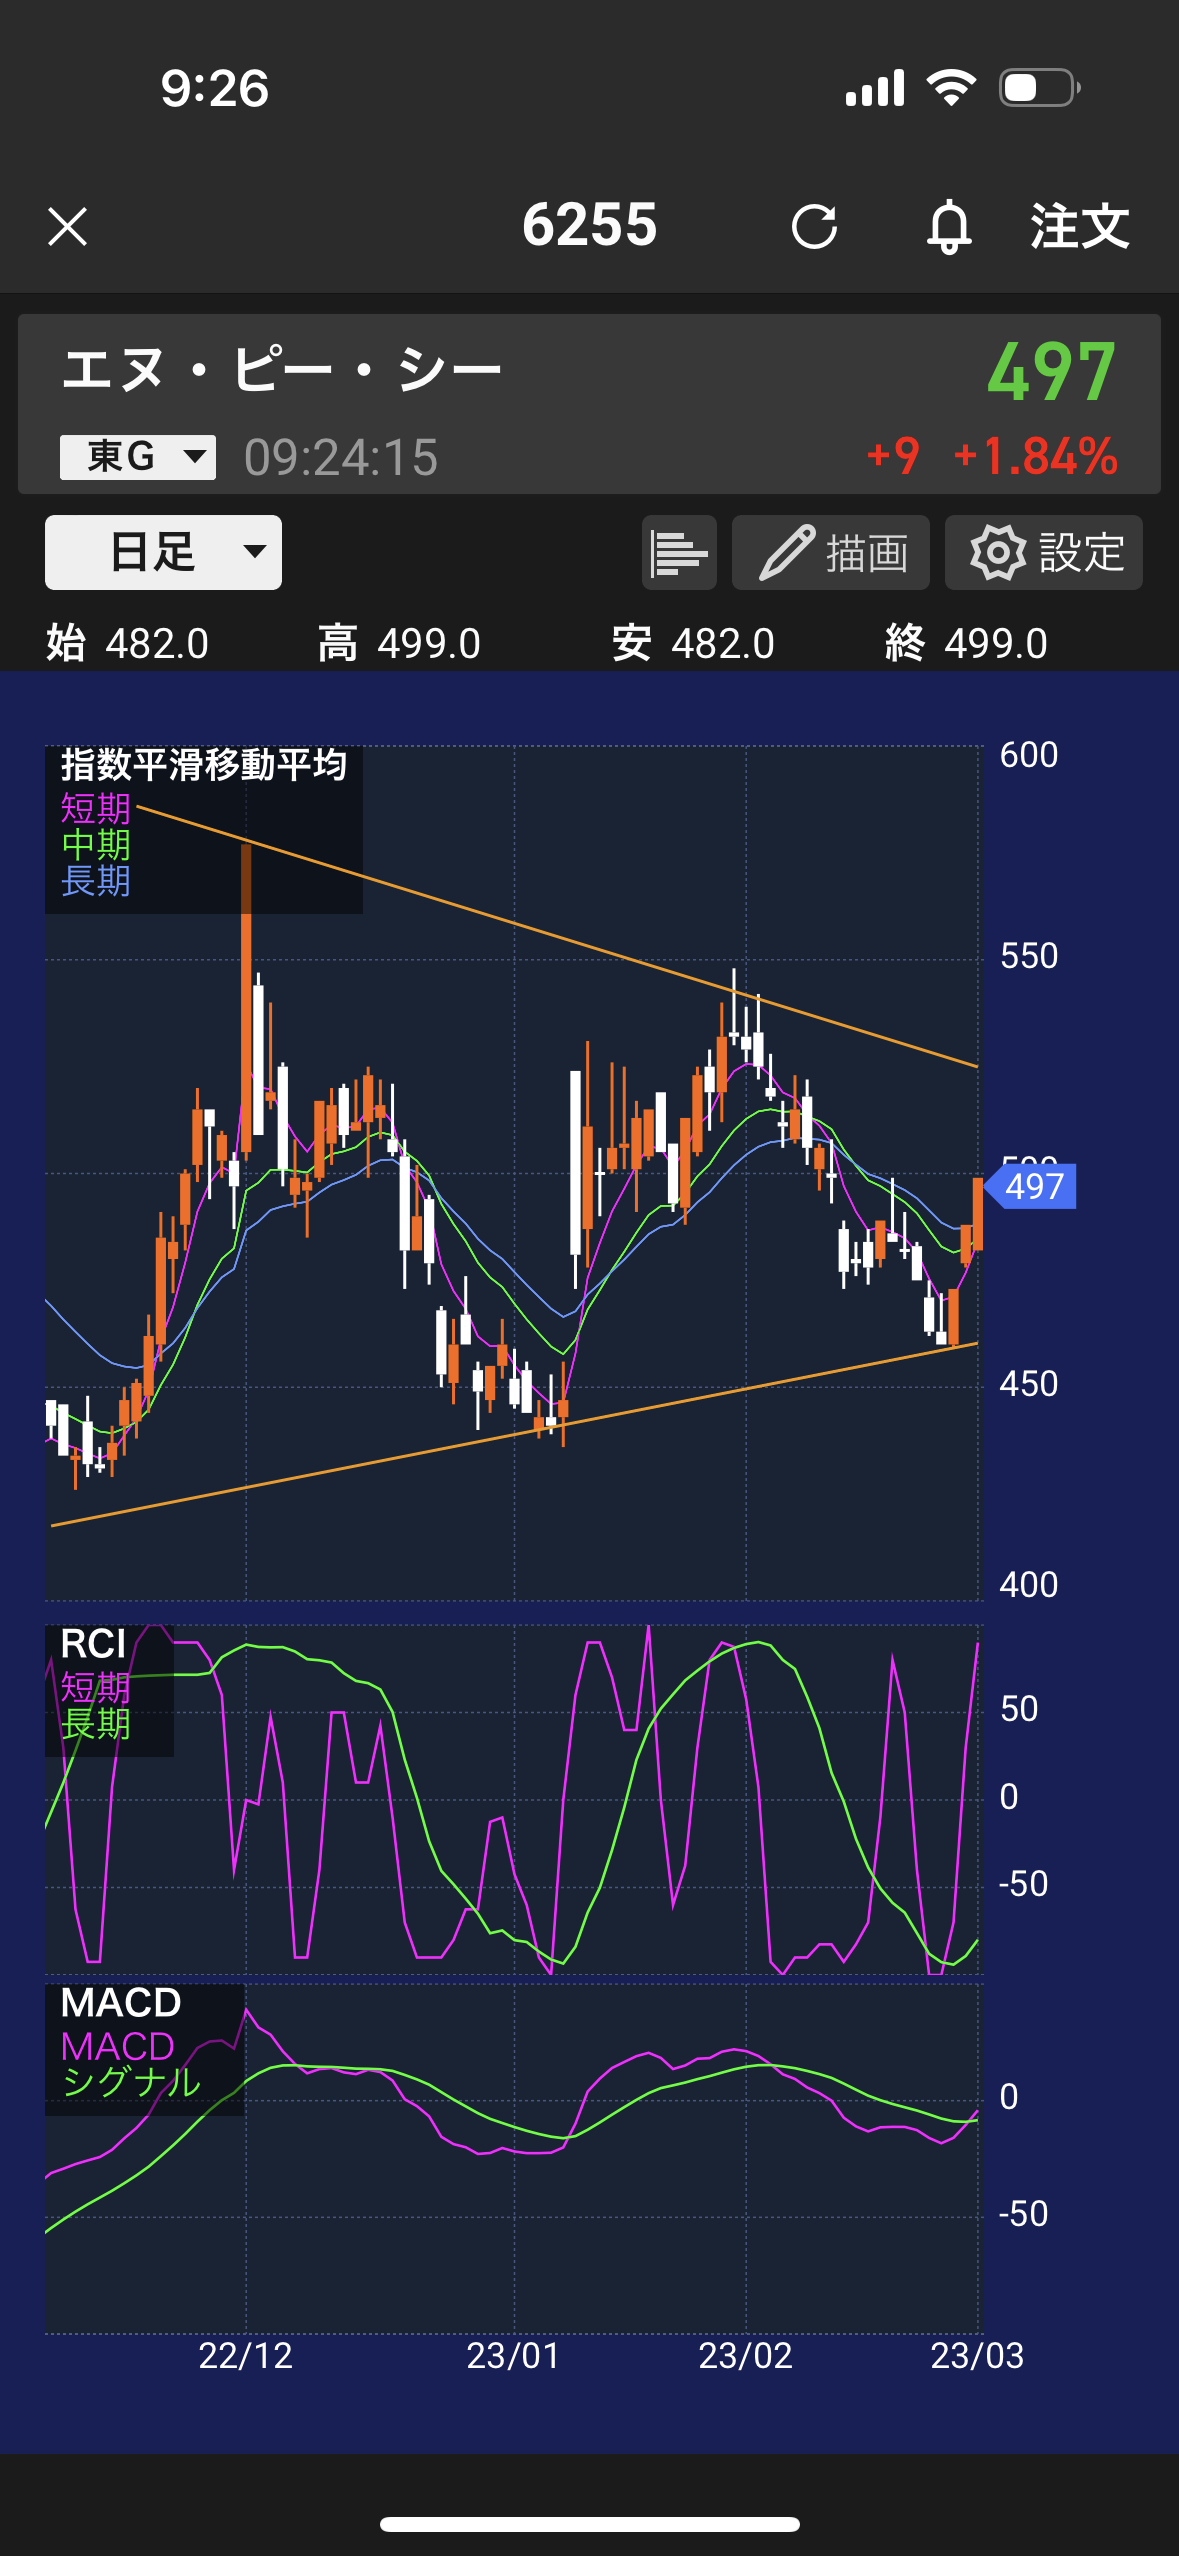 9:26
6255
注文
エヌ・ピー・シー
497
東G
09:24:15
+9 +1.84%
日足
描画
設定
始 482.0 高 499.0 安 482.0 終 499.0
指数平滑移動平均
短期
中期
長期
600
550
500
497
450
400
RCI
短期
長期
50
0
-50
MACD
MACD
シグナル
0
-50
22/12 23/01 23/02 23/03